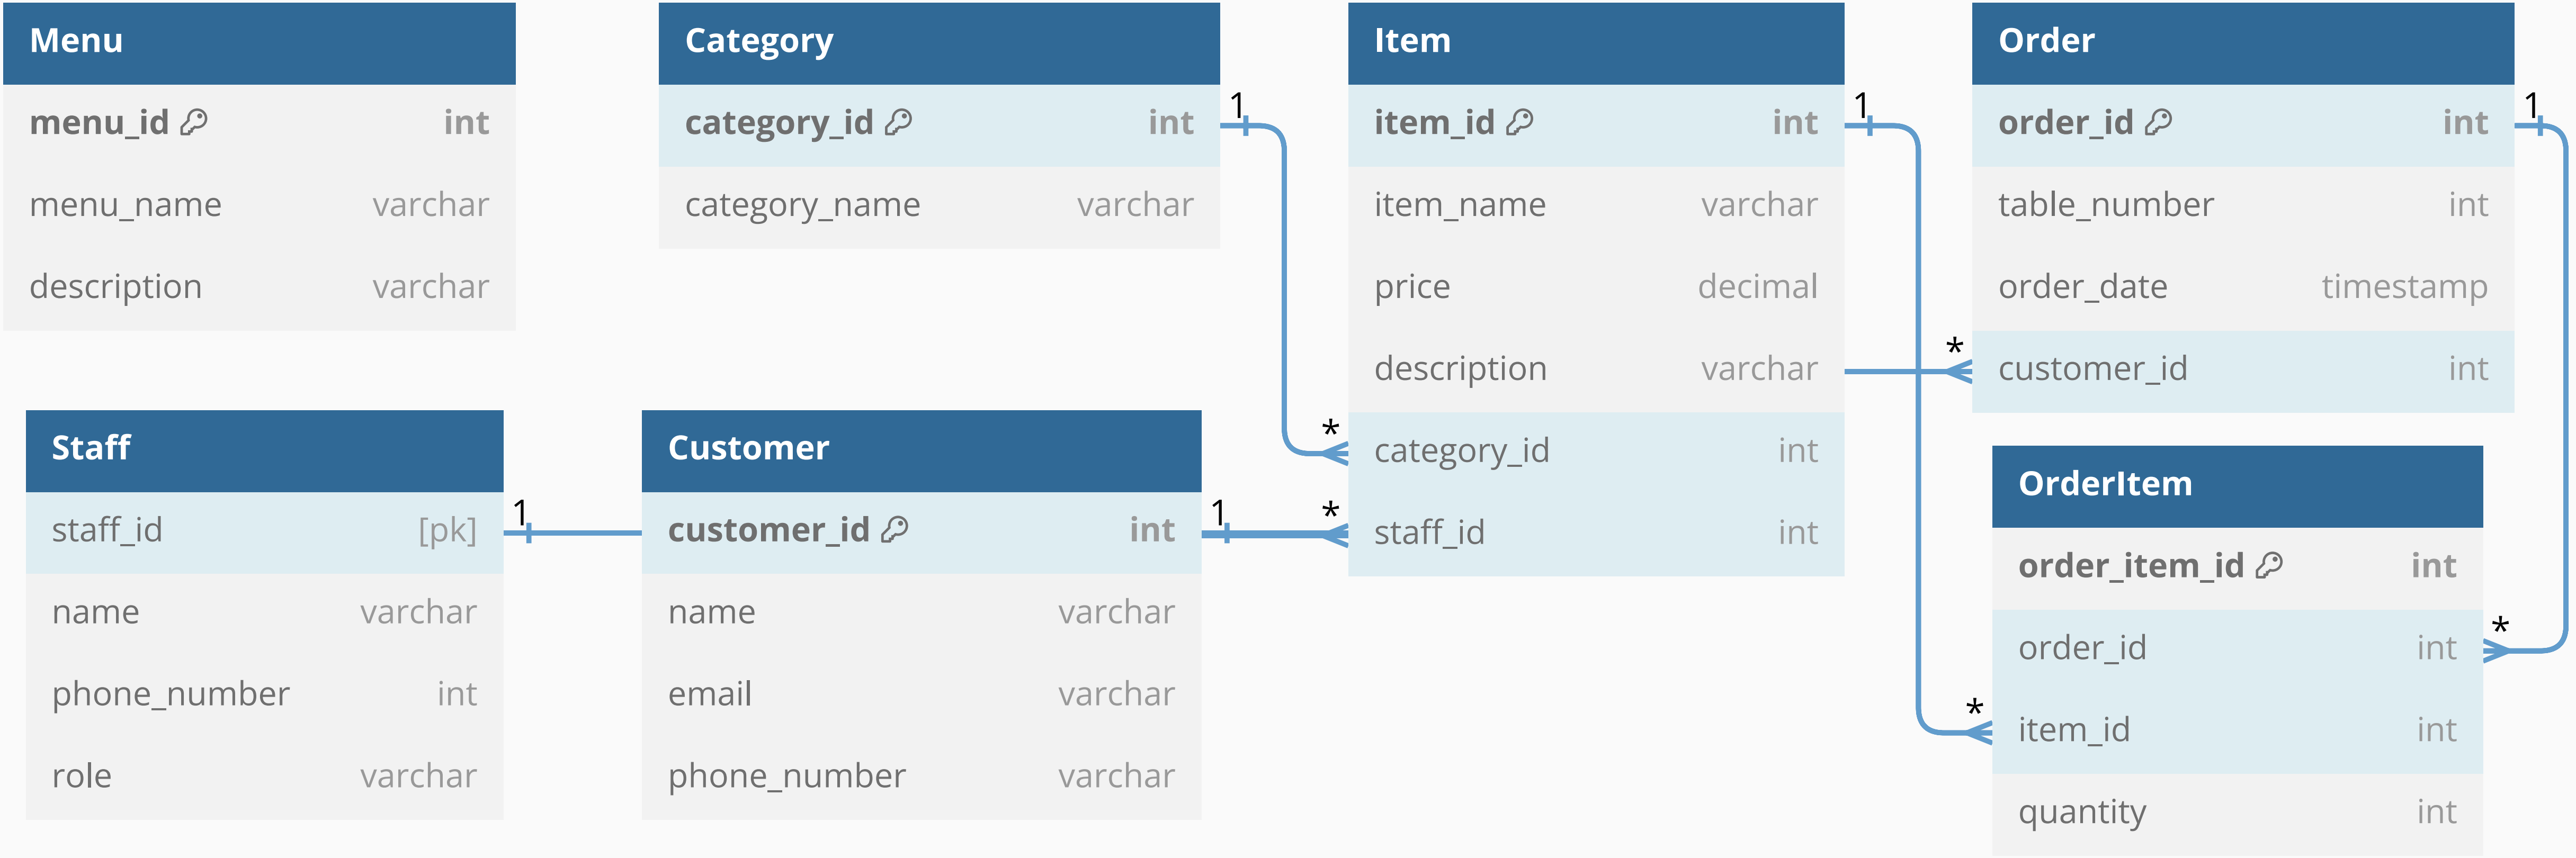 Menu
menu_id int
menu_name varchar
description varchar
Category
category_id int
category_name varchar
Item
item_id int
item_name varchar
price decimal
description varchar
category_id int
staff_id int
Order
order_id int
table_number int
order_date timestamp
customer_id int
Staff
staff_id [pk]
name varchar
phone_number int
role varchar
Customer
customer_id int
name varchar
email varchar
phone_number varchar
OrderItem
order_item_id int
order_id int
item_id int
quantity int
1
*
1
*
1
*
1
1
*
*